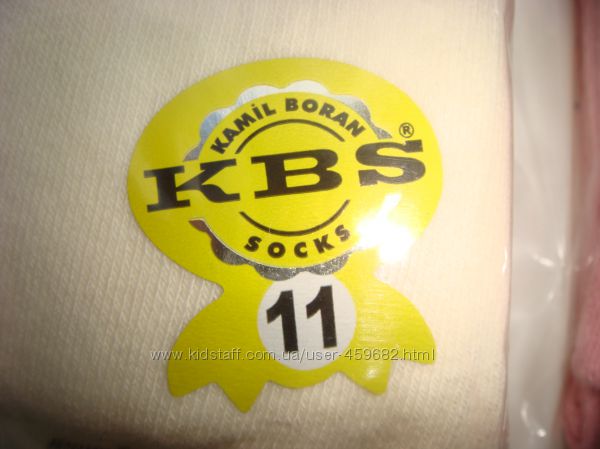 KAMİL BORAN
KBS®
SOCKS
11
www.kidstaff.com.ua/user-459682.html